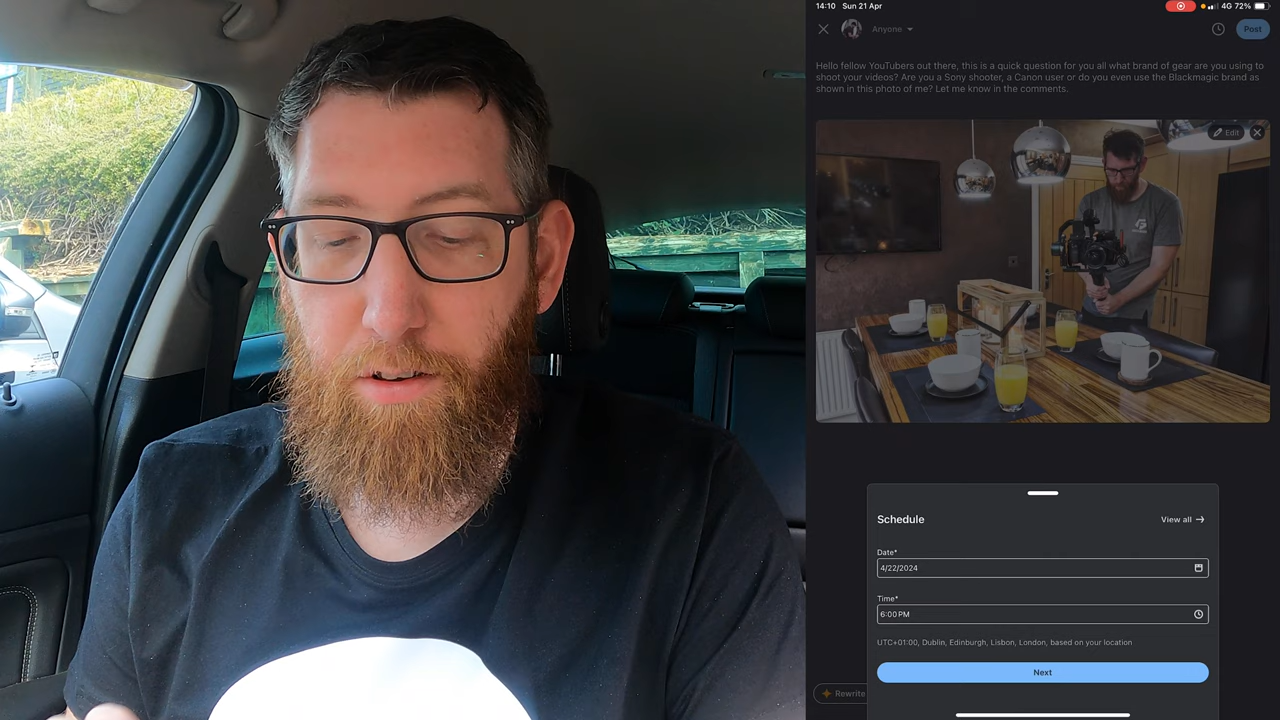 14:10 Sun 21 Apr
4G 72%
Anyone
Post
Hello fellow YouTubers out there, this is a quick question for you all what brand of gear are you using to
shoot your videos? Are you a Sony shooter, a Canon user or do you even use the Blackmagic brand as
shown in this photo of me? Let me know in the comments.
Edit
Schedule
View all →
Date*
4/22/2024
Time*
6:00 PM
UTC+01:00, Dublin, Edinburgh, Lisbon, London, based on your location
Next
Rewrite